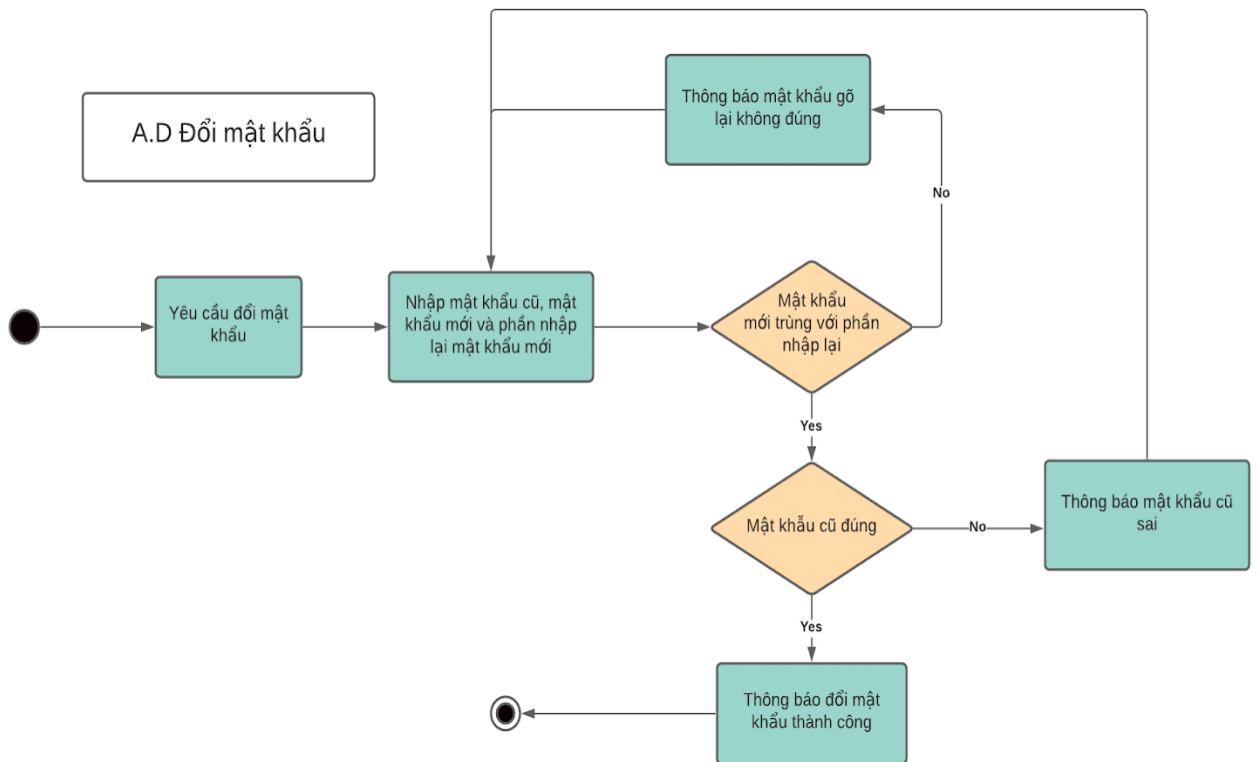 A.D Đổi mật khẩu
Thông báo mật khẩu gõ
lại không đúng
No
Yêu cầu đổi mật
khẩu
Nhập mật khẩu cũ, mật
khẩu mới và phần nhập
lại mật khẩu mới
Mật khẩu
mới trùng với phần
nhập lại
Yes
Mật khẫu cũ đúng
No
Thông báo mật khẩu cũ
sai
Yes
Thông báo đổi mật
khẩu thành công